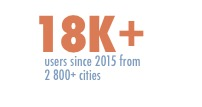 18K+
users since 2015 from
2 800+ cities